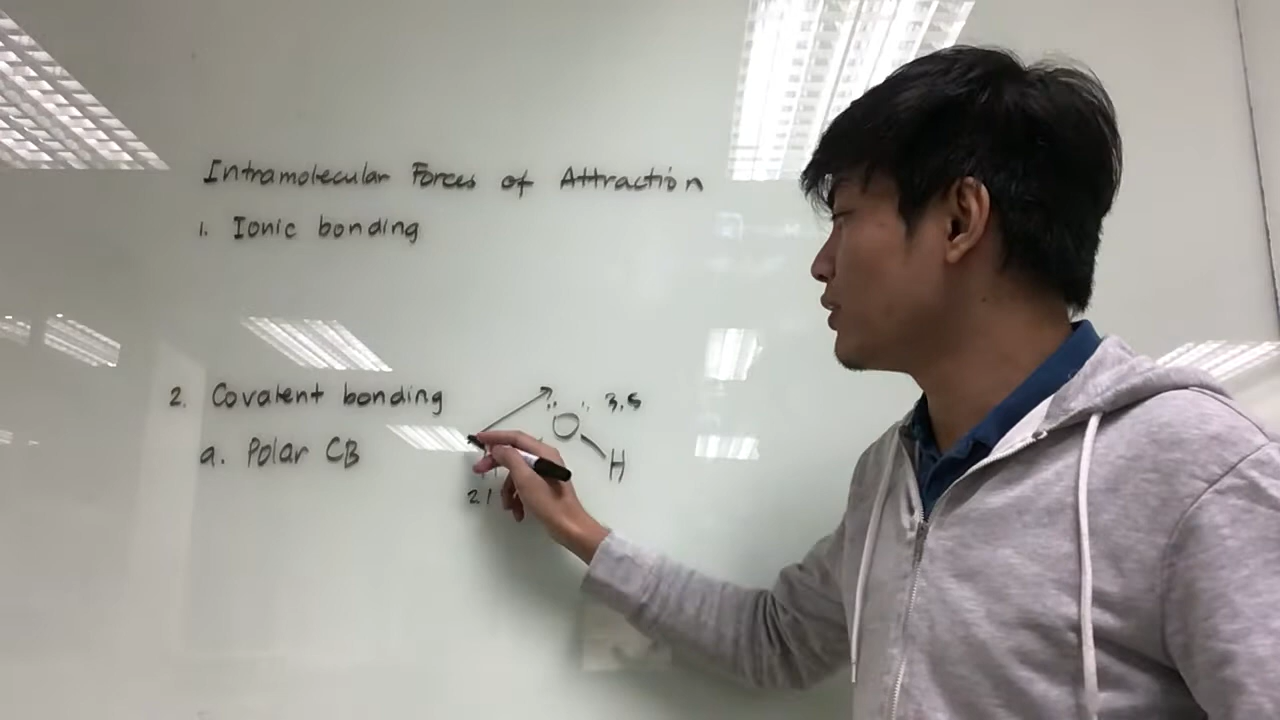 Intramolecular Forces of Attraction
1. Ionic bonding
2. Covalent bonding
a. Polar CB
O 3,5
H
2 1